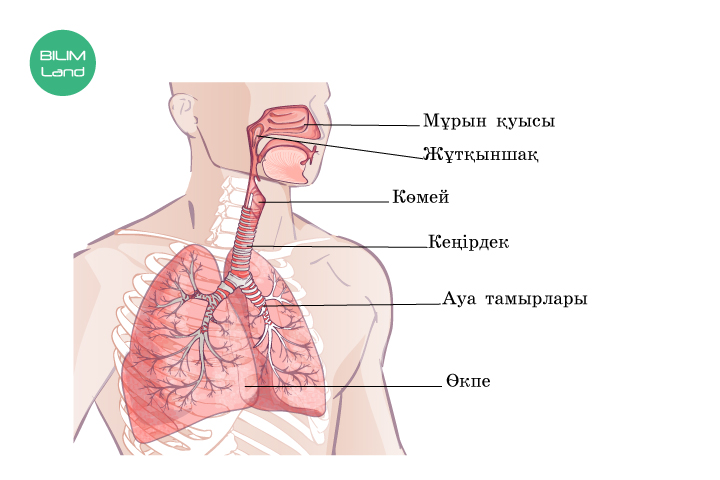 BILIM
Land
Мұрын қуысы
Жұтқыншақ
Көмей
Кеңірдек
Ауа тамырлары
Өкпе